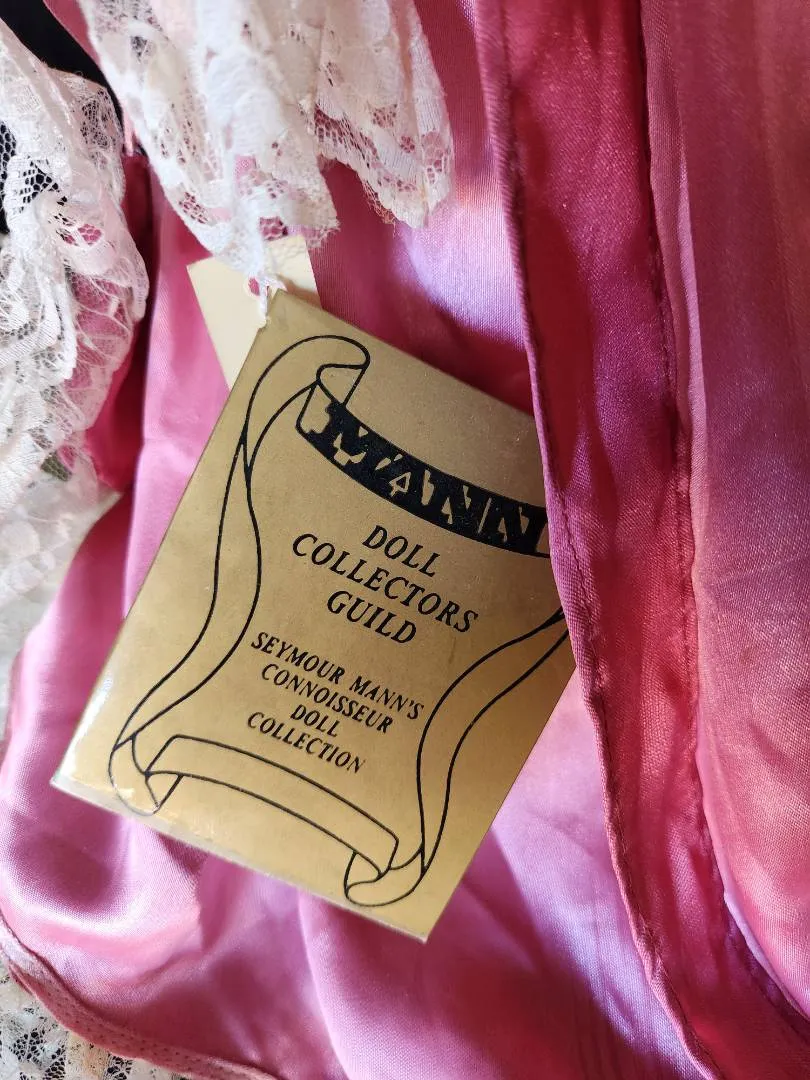 MANN
DOLL
COLLECTORS
GUILD
SEYMOUR MANN'S
CONNOISSEUR
DOLL
COLLECTION